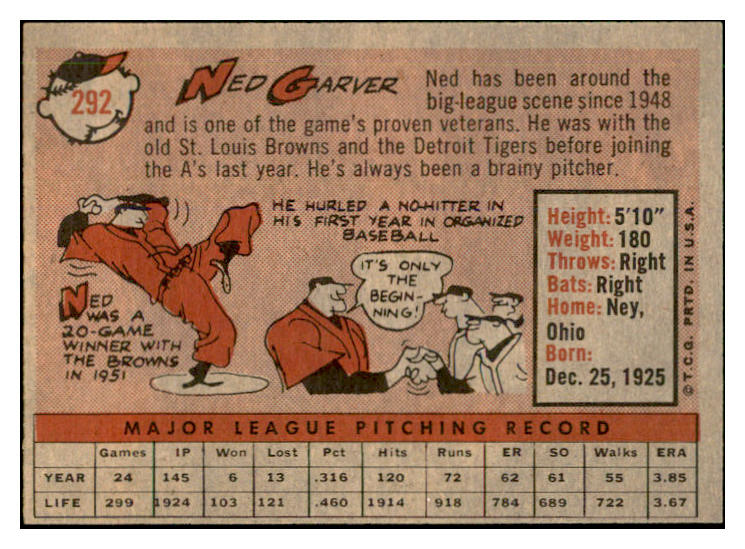 292
NED GARVER
Ned has been around the
big-league scene since 1948
and is one of the game's proven veterans. He was with the
old St. Louis Browns and the Detroit Tigers before joining
the A's last year. He's always been a brainy pitcher.
HE HURLED A NO-HITTER IN
HIS FIRST YEAR IN ORGANIZED
BASEBALL
IT'S ONLY
THE
BEGIN-
NING!
NED
WAS A
20-GAME
WINNER WITH
THE BROWNS
IN 1951
Height: 5'10"
Weight: 180
Throws: Right
Bats: Right
Home: Ney,
Ohio
Born:
Dec. 25, 1925
© T.C.G. PRTD. IN U.S.A.
MAJOR LEAGUE PITCHING RECORD
Games IP Won Lost Pct Hits Runs ER SO Walks ERA
YEAR 24 145 6 13 .316 120 72 62 61 55 3.85
LIFE 299 1924 103 121 .460 1914 918 784 689 722 3.67